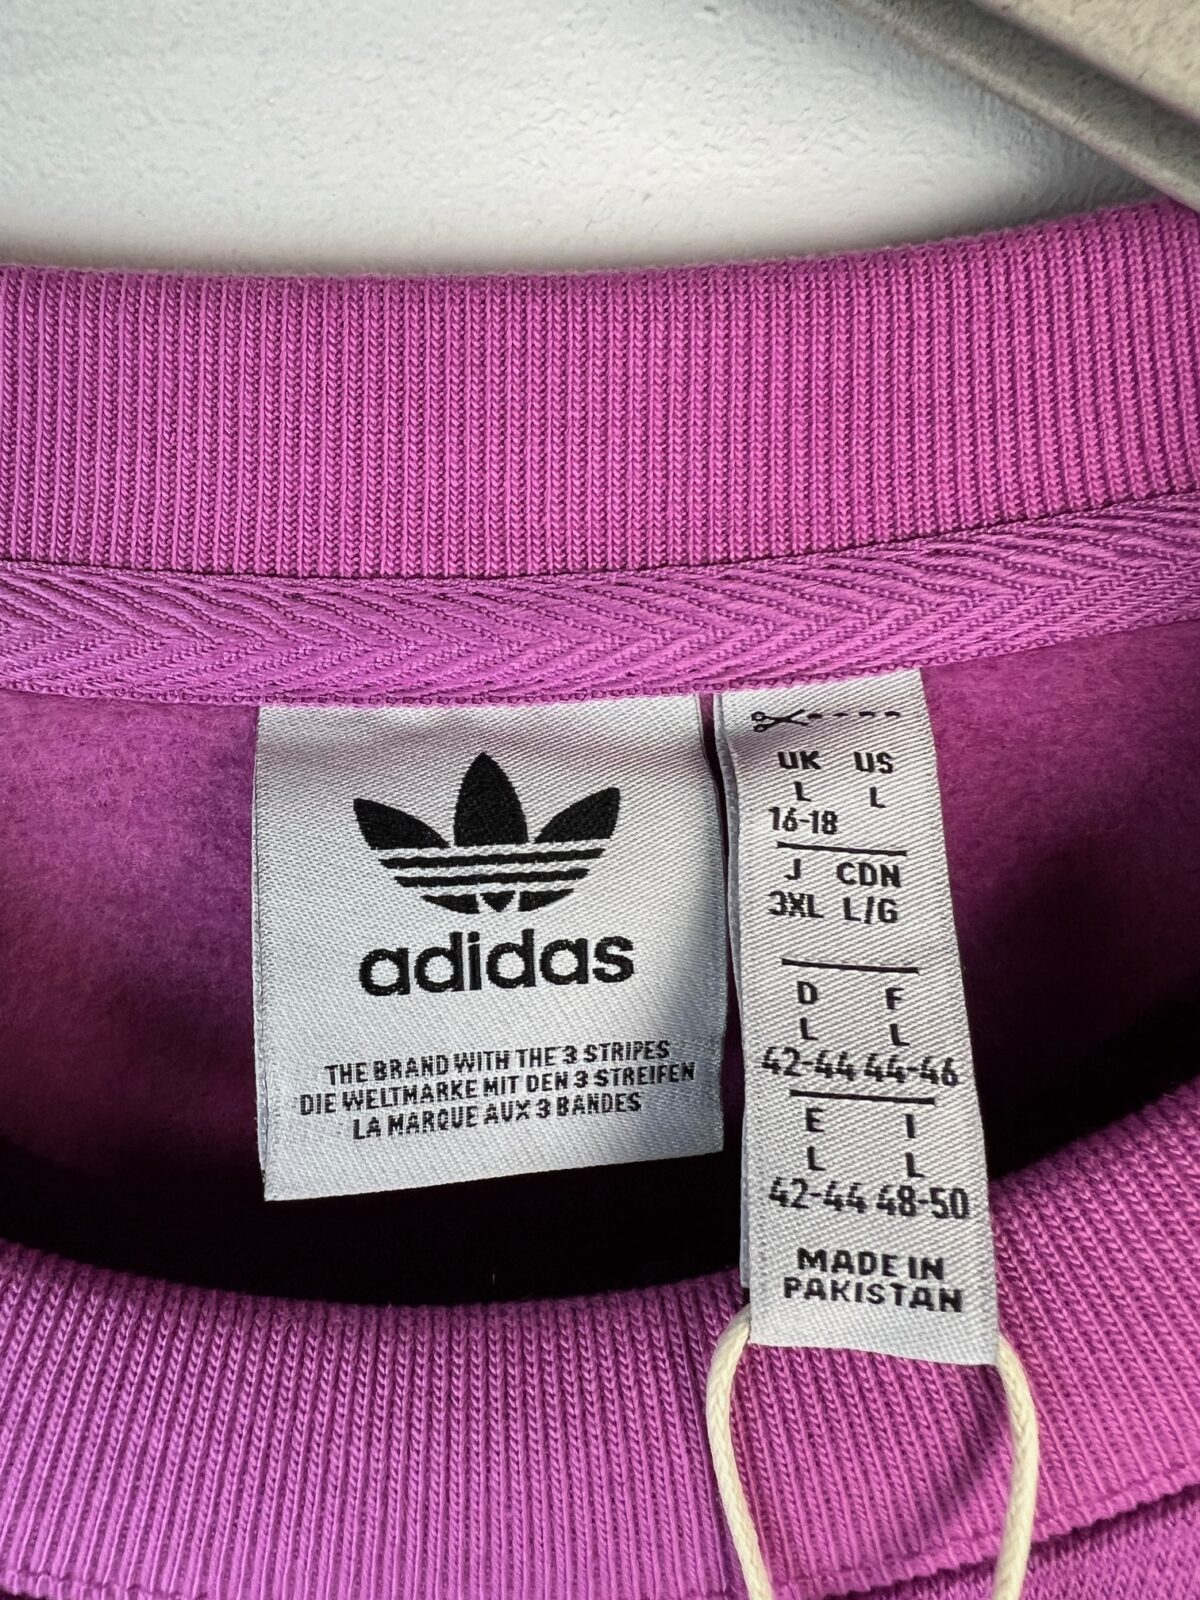 adidas
THE BRAND WITH THE 3 STRIPES
DIE WELTMARKE MIT DEN 3 STREIFEN
LA MARQUE AUX 3 BANDES
UK US
L L
16-18
J CDN
3XL L/G
D F
L L
42-44 44-46
E I
L L
42-44 48-50
MADE IN
PAKISTAN